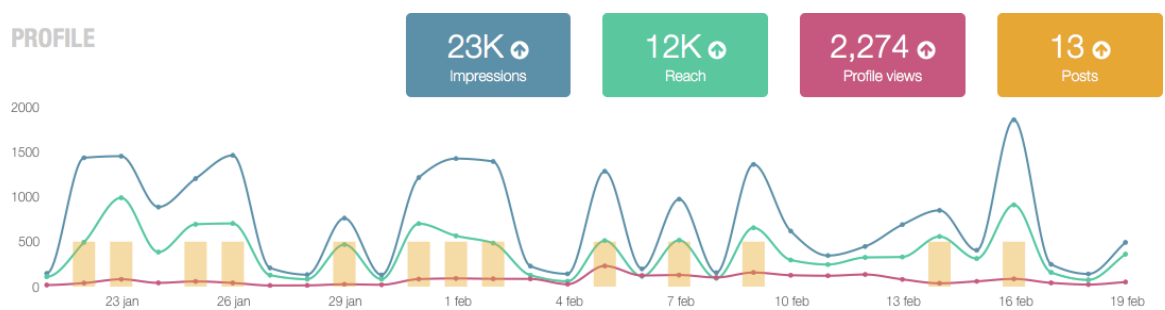 PROFILE
23K
Impressions
12K
Reach
2,274
Profile views
13
Posts
2000
1500
1000
500
0
23 jan 26 jan 29 jan 1 feb 4 feb 7 feb 10 feb 13 feb 16 feb 19 feb